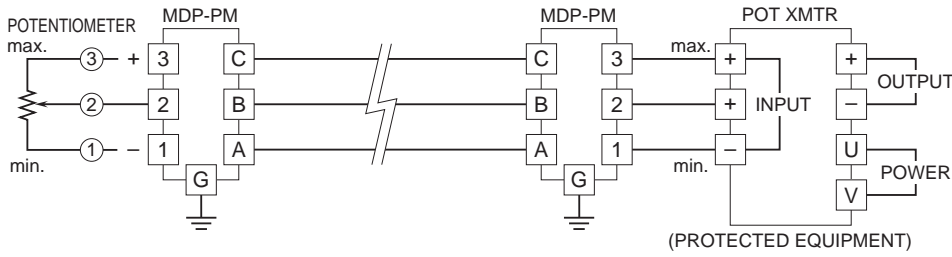 POTENTIOMETER MDP-PM MDP-PM POT XMTR
max. 3 + 3 C C 3 max. + +
OUTPUT
2 2 B B 2 + INPUT −
1 − 1 A A 1 − U
min. min.
POWER
G G V
(PROTECTED EQUIPMENT)